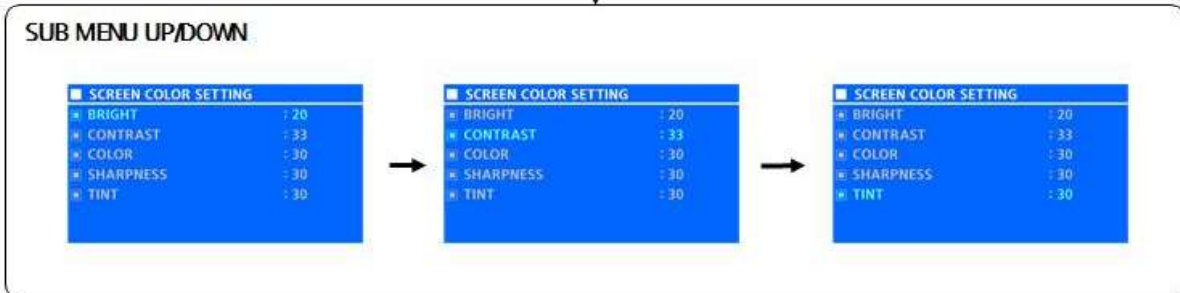 SUB MENU UP/DOWN
SCREEN COLOR SETTING
BRIGHT : 20
CONTRAST : 33
COLOR : 30
SHARPNESS : 30
TINT : 30
SCREEN COLOR SETTING
BRIGHT : 20
CONTRAST : 33
COLOR : 30
SHARPNESS : 30
TINT : 30
SCREEN COLOR SETTING
BRIGHT : 20
CONTRAST : 33
COLOR : 30
SHARPNESS : 30
TINT : 30